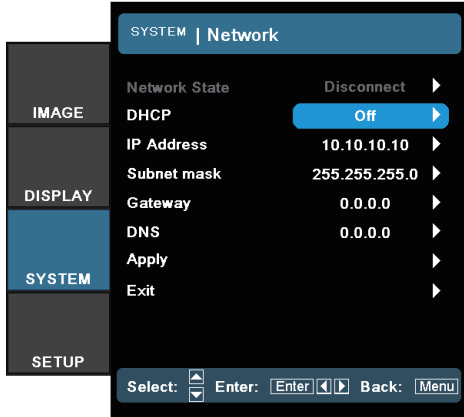 SYSTEM | Network
Network State Disconnect
IMAGE
DHCP Off
IP Address 10.10.10.10
Subnet mask 255.255.255.0
DISPLAY
Gateway 0.0.0.0
DNS 0.0.0.0
Apply
SYSTEM
Exit
SETUP
Select: Enter: Enter Back: Menu